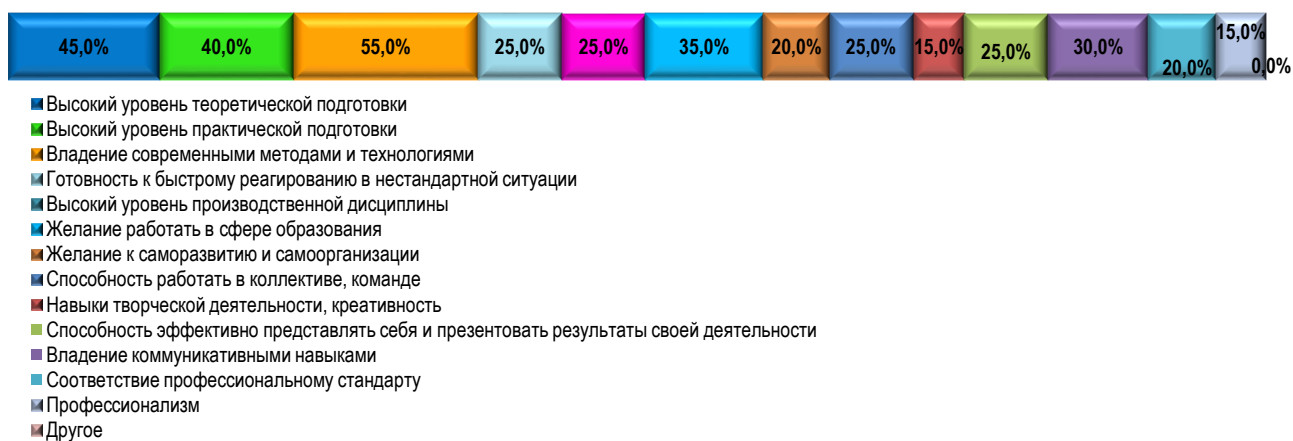 45,0% 40,0% 55,0% 25,0% 25,0% 35,0% 20,0% 25,0% 15,0% 25,0% 30,0% 20,0% 15,0% 0,0%
Высокий уровень теоретической подготовки
Высокий уровень практической подготовки
Владение современными методами и технологиями
Готовность к быстрому реагированию в нестандартной ситуации
Высокий уровень производственной дисциплины
Желание работать в сфере образования
Желание к саморазвитию и самоорганизации
Способность работать в коллективе, команде
Навыки творческой деятельности, креативность
Способность эффективно представлять себя и презентовать результаты своей деятельности
Владение коммуникативными навыками
Соответствие профессиональному стандарту
Профессионализм
Другое